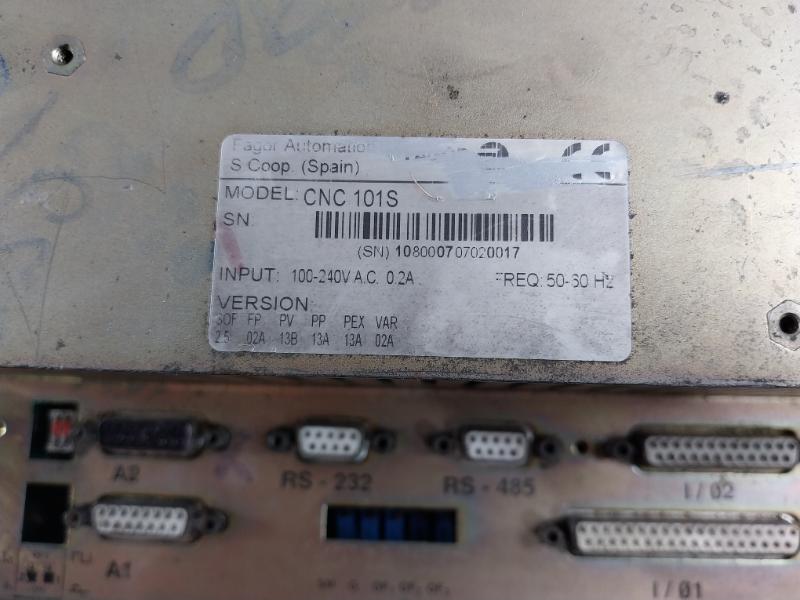 Fagor Automation
S Coop. (Spain)
MODEL: CNC 101S
SN
(SN) 108000707020017
INPUT: 100-240V A.C. 0.2A FREQ: 50-60 HZ
VERSION
SOF FP PV PP PEX VAR
2.5 02A 13B 13A 13A 02A
A2 RS - 232 RS - 485 I/02
A1 I/01